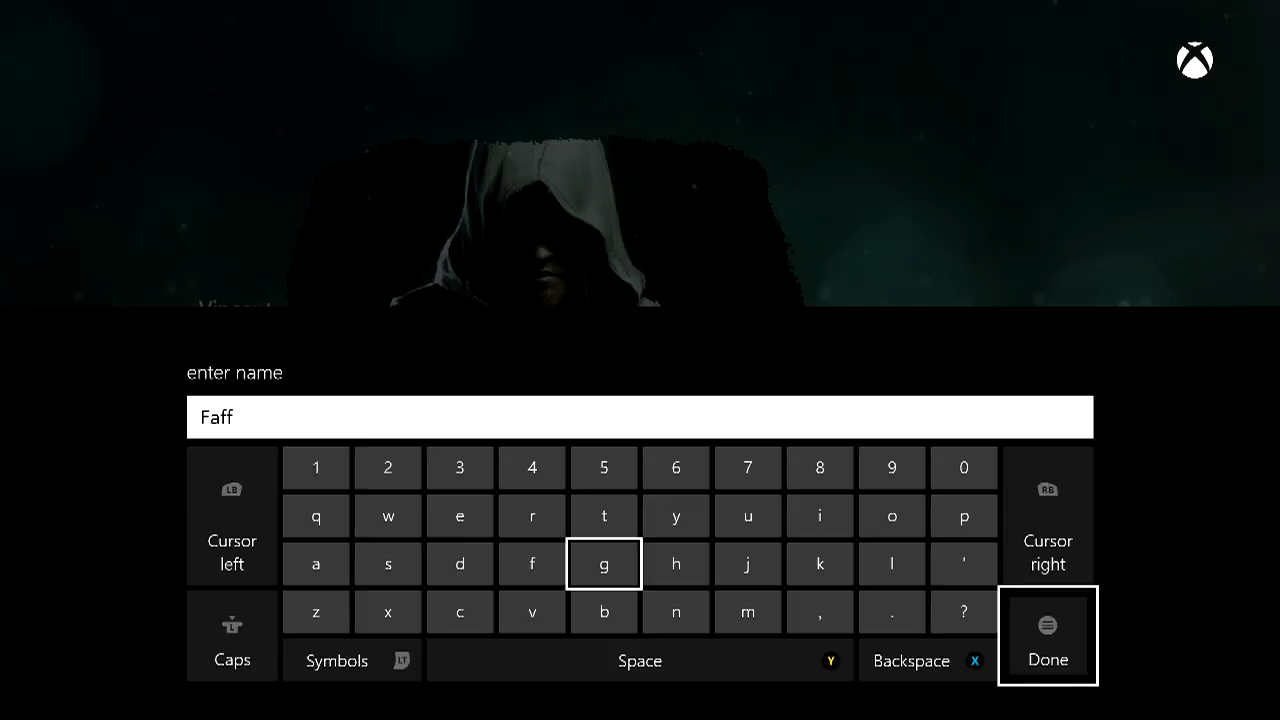 enter name
Faff
1 2 3 4 5 6 7 8 9 0
LB q w e r t y u i o p RB
Cursor left a s d f g h j k l ' Cursor right
L z x c v b n m , . ?
Caps Symbols LT Space Y Backspace X Done